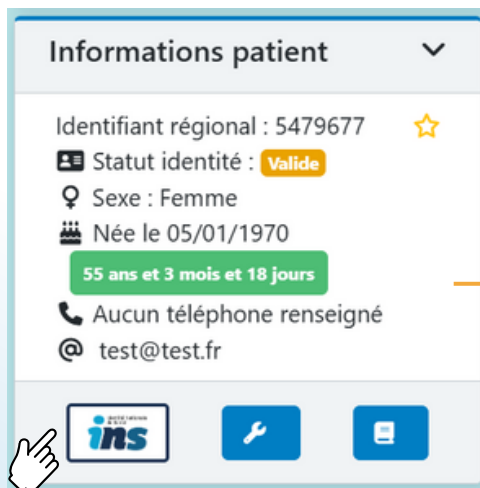 Informations patient
Identifiant régional : 5479677
Statut identité : Valide
Sexe : Femme
Née le 05/01/1970
55 ans et 3 mois et 18 jours
Aucun téléphone renseigné
@ test@test.fr
ins